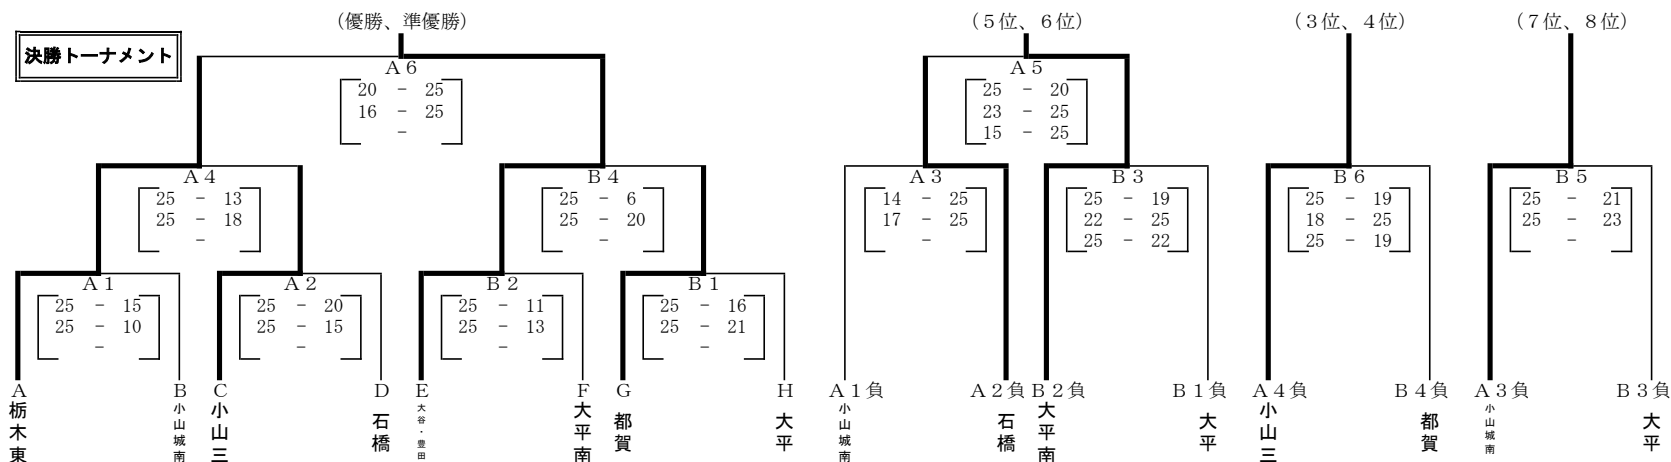 (優勝、準優勝) (5位、6位) (3位、4位) (7位、8位)
決勝トーナメント
A6 A5
20 - 25 25 - 20
16 - 25 23 - 25
- 15 - 25
A4 B4 A3 B3 B6 B5
25 - 13 25 - 6 14 - 25 25 - 19 25 - 19 25 - 21
25 - 18 25 - 20 17 - 25 22 - 25 18 - 25 25 - 23
- - - 25 - 22 25 - 19 -
A1 A2 B2 B1
25 - 15 25 - 20 25 - 11 25 - 16
25 - 10 25 - 15 25 - 13 25 - 21
- - - -
A B C D E F G H A1負 A2負 B2負 B1負 A4負 B4負 A3負 B3負
栃木東 小山城南 小山三 石橋 大谷・豊田 大平南 都賀 大平 小山城南 石橋 大平南 大平 小山三 都賀 小山城南 大平